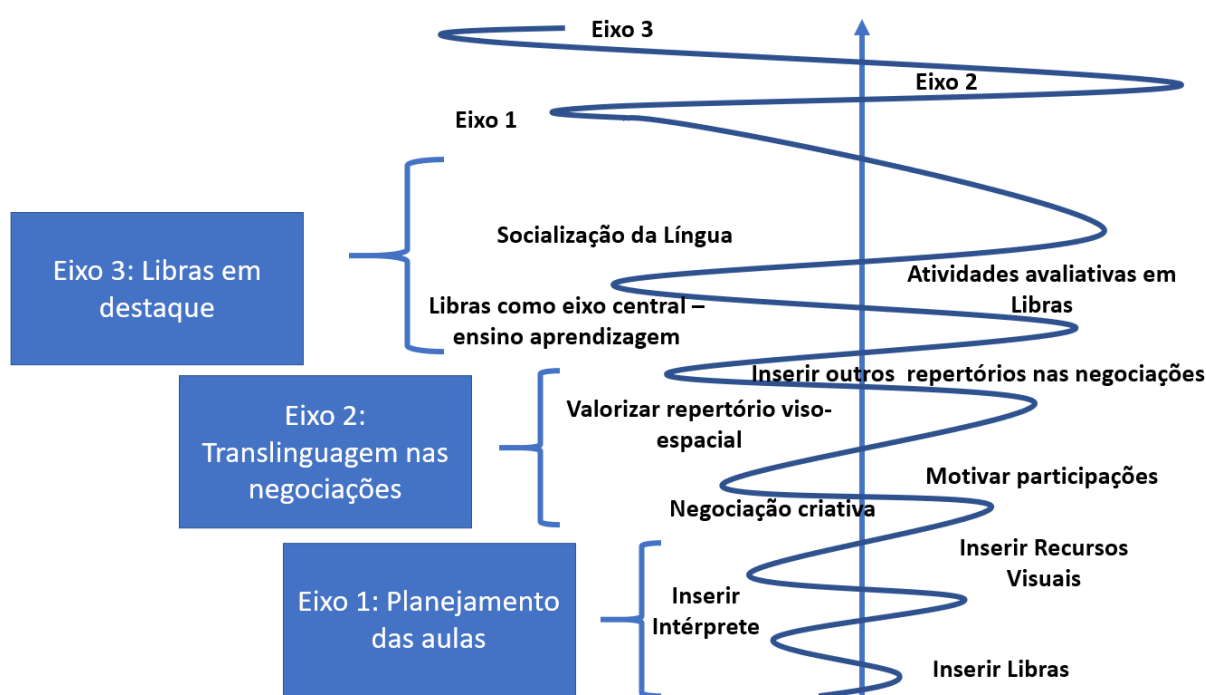 Eixo 3
Eixo 2
Eixo 1
Socialização da Língua
Eixo 3: Libras em
destaque
Atividades avaliativas em
Libras
Libras como eixo central –
ensino aprendizagem
Inserir outros repertórios nas negociações
Eixo 2:
Translinguagem nas
negociações
Valorizar repertório viso-
espacial
Motivar participações
Negociação criativa
Inserir Recursos
Visuais
Eixo 1: Planejamento
das aulas
Inserir
Intérprete
Inserir Libras